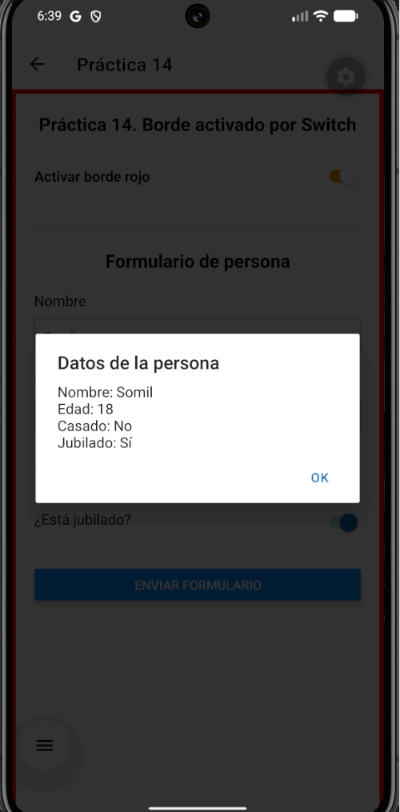 6:39 G
Práctica 14
Práctica 14. Borde activado por Switch
Activar borde rojo
Formulario de persona
Nombre
Datos de la persona
Nombre: Somil
Edad: 18
Casado: No
Jubilado: Sí
OK
¿Está jubilado?
ENVIAR FORMULARIO